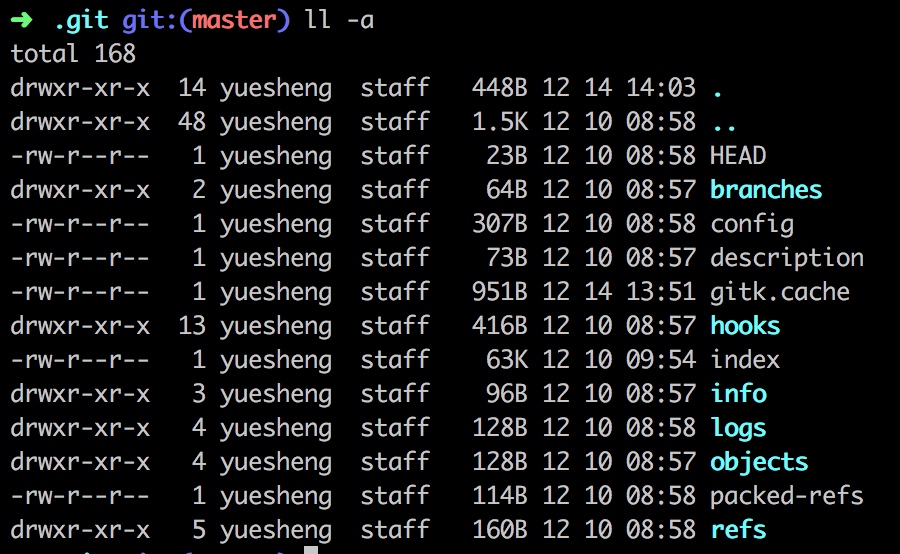 ➜ .git git:(master) ll -a
total 168
drwxr-xr-x 14 yuesheng staff 448B 12 14 14:03 .
drwxr-xr-x 48 yuesheng staff 1.5K 12 10 08:58 ..
-rw-r--r-- 1 yuesheng staff 23B 12 10 08:58 HEAD
drwxr-xr-x 2 yuesheng staff 64B 12 10 08:57 branches
-rw-r--r-- 1 yuesheng staff 307B 12 10 08:58 config
-rw-r--r-- 1 yuesheng staff 73B 12 10 08:57 description
-rw-r--r-- 1 yuesheng staff 951B 12 14 13:51 gitk.cache
drwxr-xr-x 13 yuesheng staff 416B 12 10 08:57 hooks
-rw-r--r-- 1 yuesheng staff 63K 12 10 09:54 index
drwxr-xr-x 3 yuesheng staff 96B 12 10 08:57 info
drwxr-xr-x 4 yuesheng staff 128B 12 10 08:58 logs
drwxr-xr-x 4 yuesheng staff 128B 12 10 08:57 objects
-rw-r--r-- 1 yuesheng staff 114B 12 10 08:58 packed-refs
drwxr-xr-x 5 yuesheng staff 160B 12 10 08:58 refs